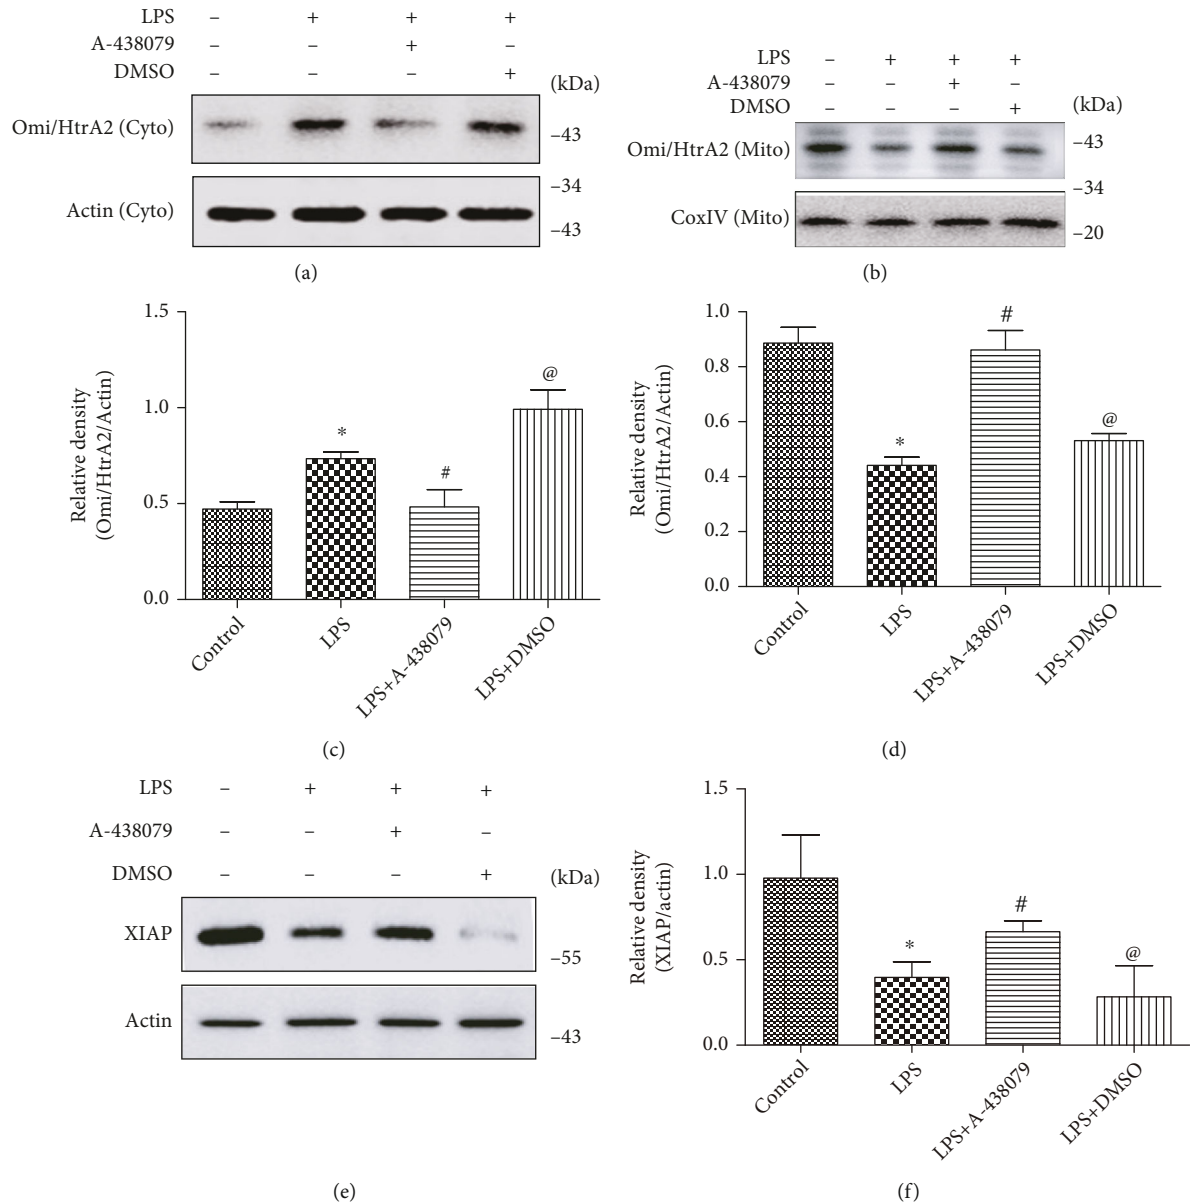 LPS – + + +
A-438079 – – + –
DMSO – – – +
(kDa)
Omi/HtrA2 (Cyto)
–43
–34
Actin (Cyto)
–43
(a)
LPS – + + +
A-438079 – – + –
DMSO – – – +
(kDa)
Omi/HtrA2 (Mito)
–43
–34
CoxIV (Mito)
–20
(b)
Relative density
(Omi/HtrA2/Actin)
1.5
1.0
0.5
0.0
*
#
@
Control
LPS
LPS+A-438079
LPS+DMSO
(c)
Relative density
(Omi/HtrA2/Actin)
1.0
0.8
0.6
0.4
0.2
0.0
*
#
@
Control
LPS
LPS+A-438079
LPS+DMSO
(d)
LPS – + + +
A-438079 – – + –
DMSO – – – +
(kDa)
XIAP
–55
Actin
–43
(e)
Relative density
(XIAP/actin)
1.5
1.0
0.5
0.0
*
#
@
Control
LPS
LPS+A-438079
LPS+DMSO
(f)